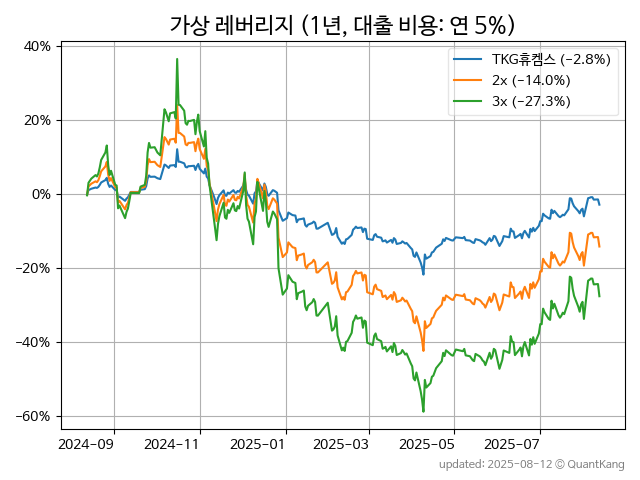 가상 레버리지 (1년, 대출 비용: 연 5%)
TKG휴켐스 (−2.8%)
2x (−14.0%)
3x (−27.3%)
40%
20%
0%
−20%
−40%
−60%
2024-09
2024-11
2025-01
2025-03
2025-05
2025-07
updated: 2025-08-12 © QuantKang